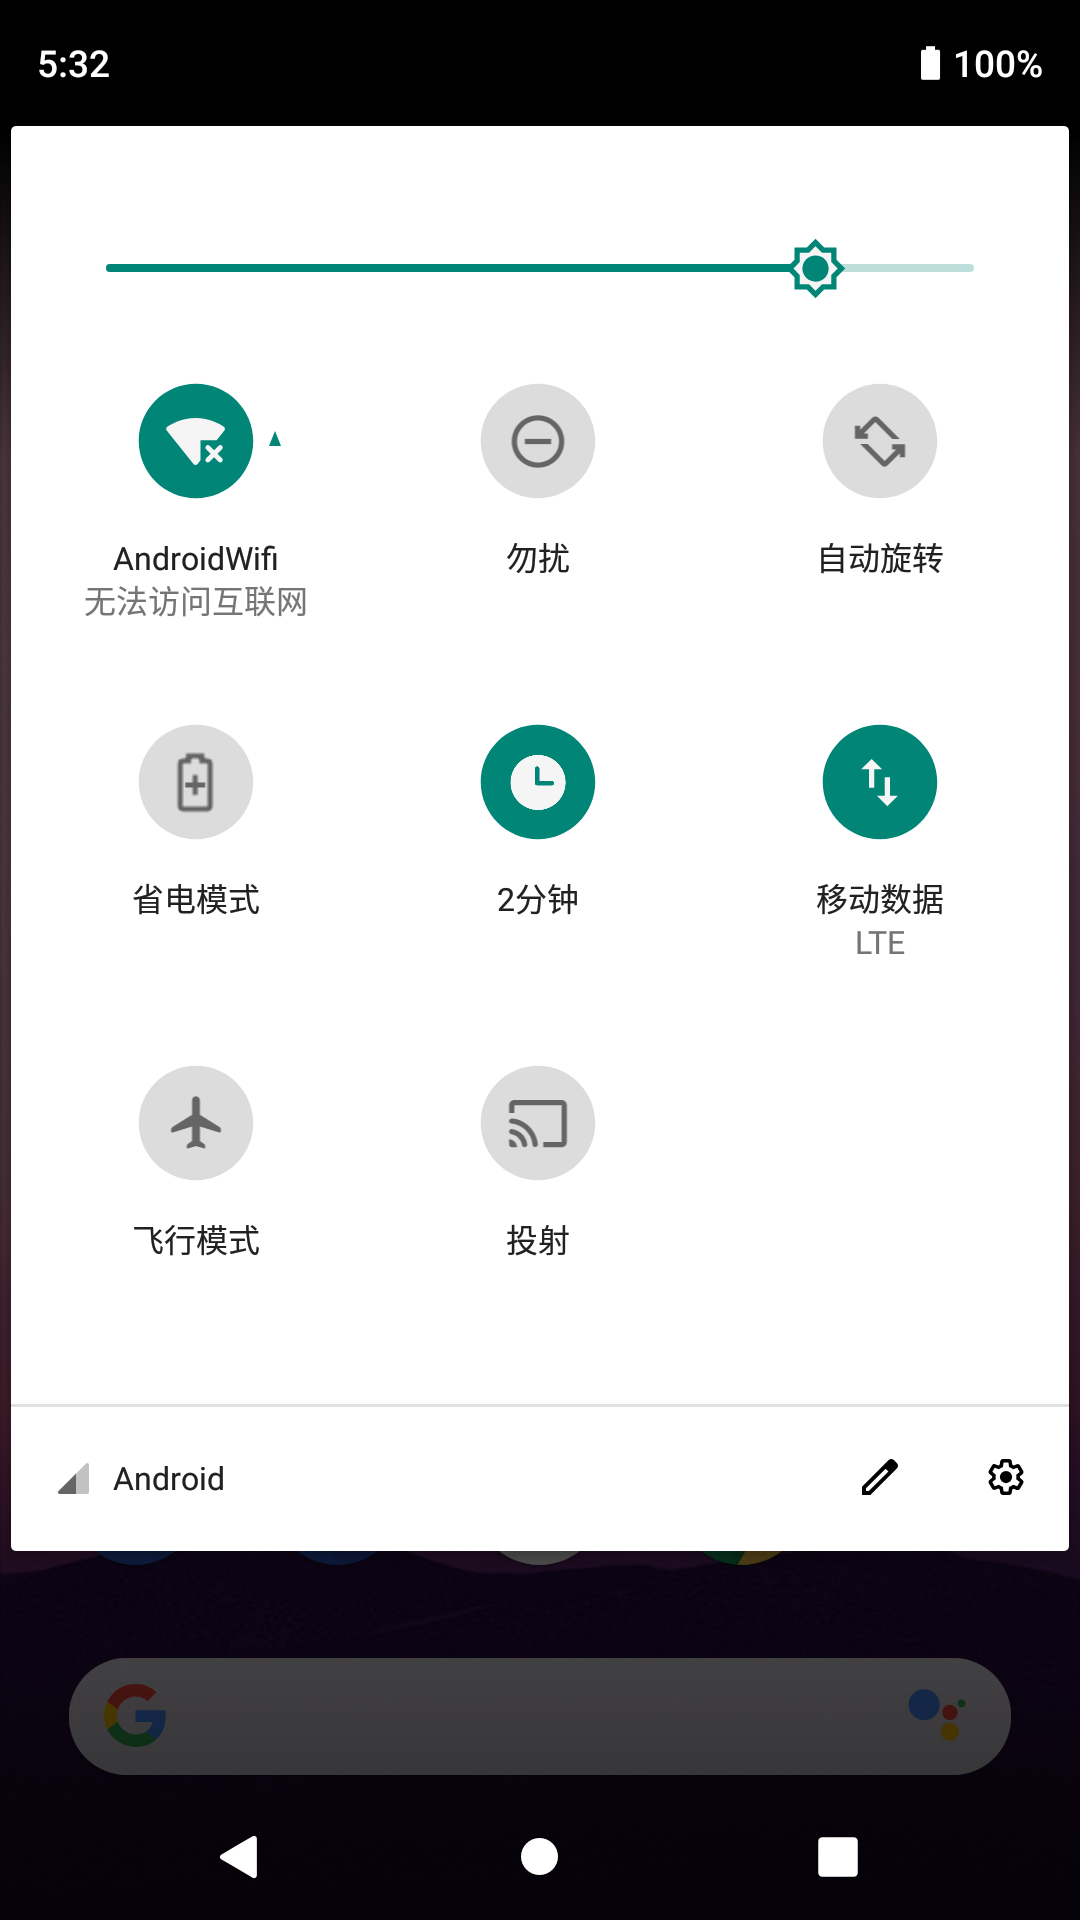 5:32
100%
AndroidWifi
无法访问互联网
勿扰
自动旋转
省电模式
2分钟
移动数据
LTE
飞行模式
投射
Android